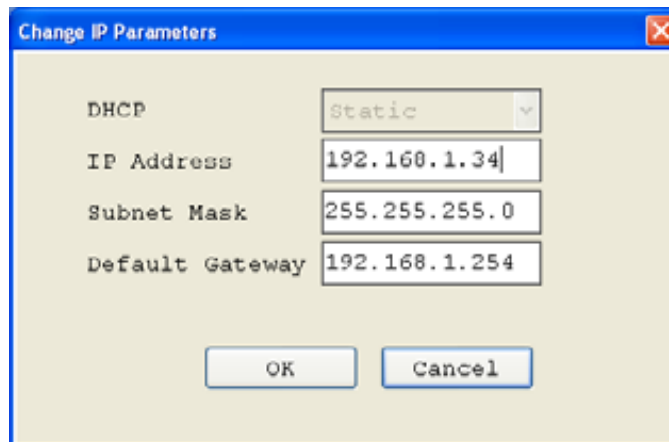 Change IP Parameters
DHCP Static
IP Address 192.168.1.34
Subnet Mask 255.255.255.0
Default Gateway 192.168.1.254
OK Cancel